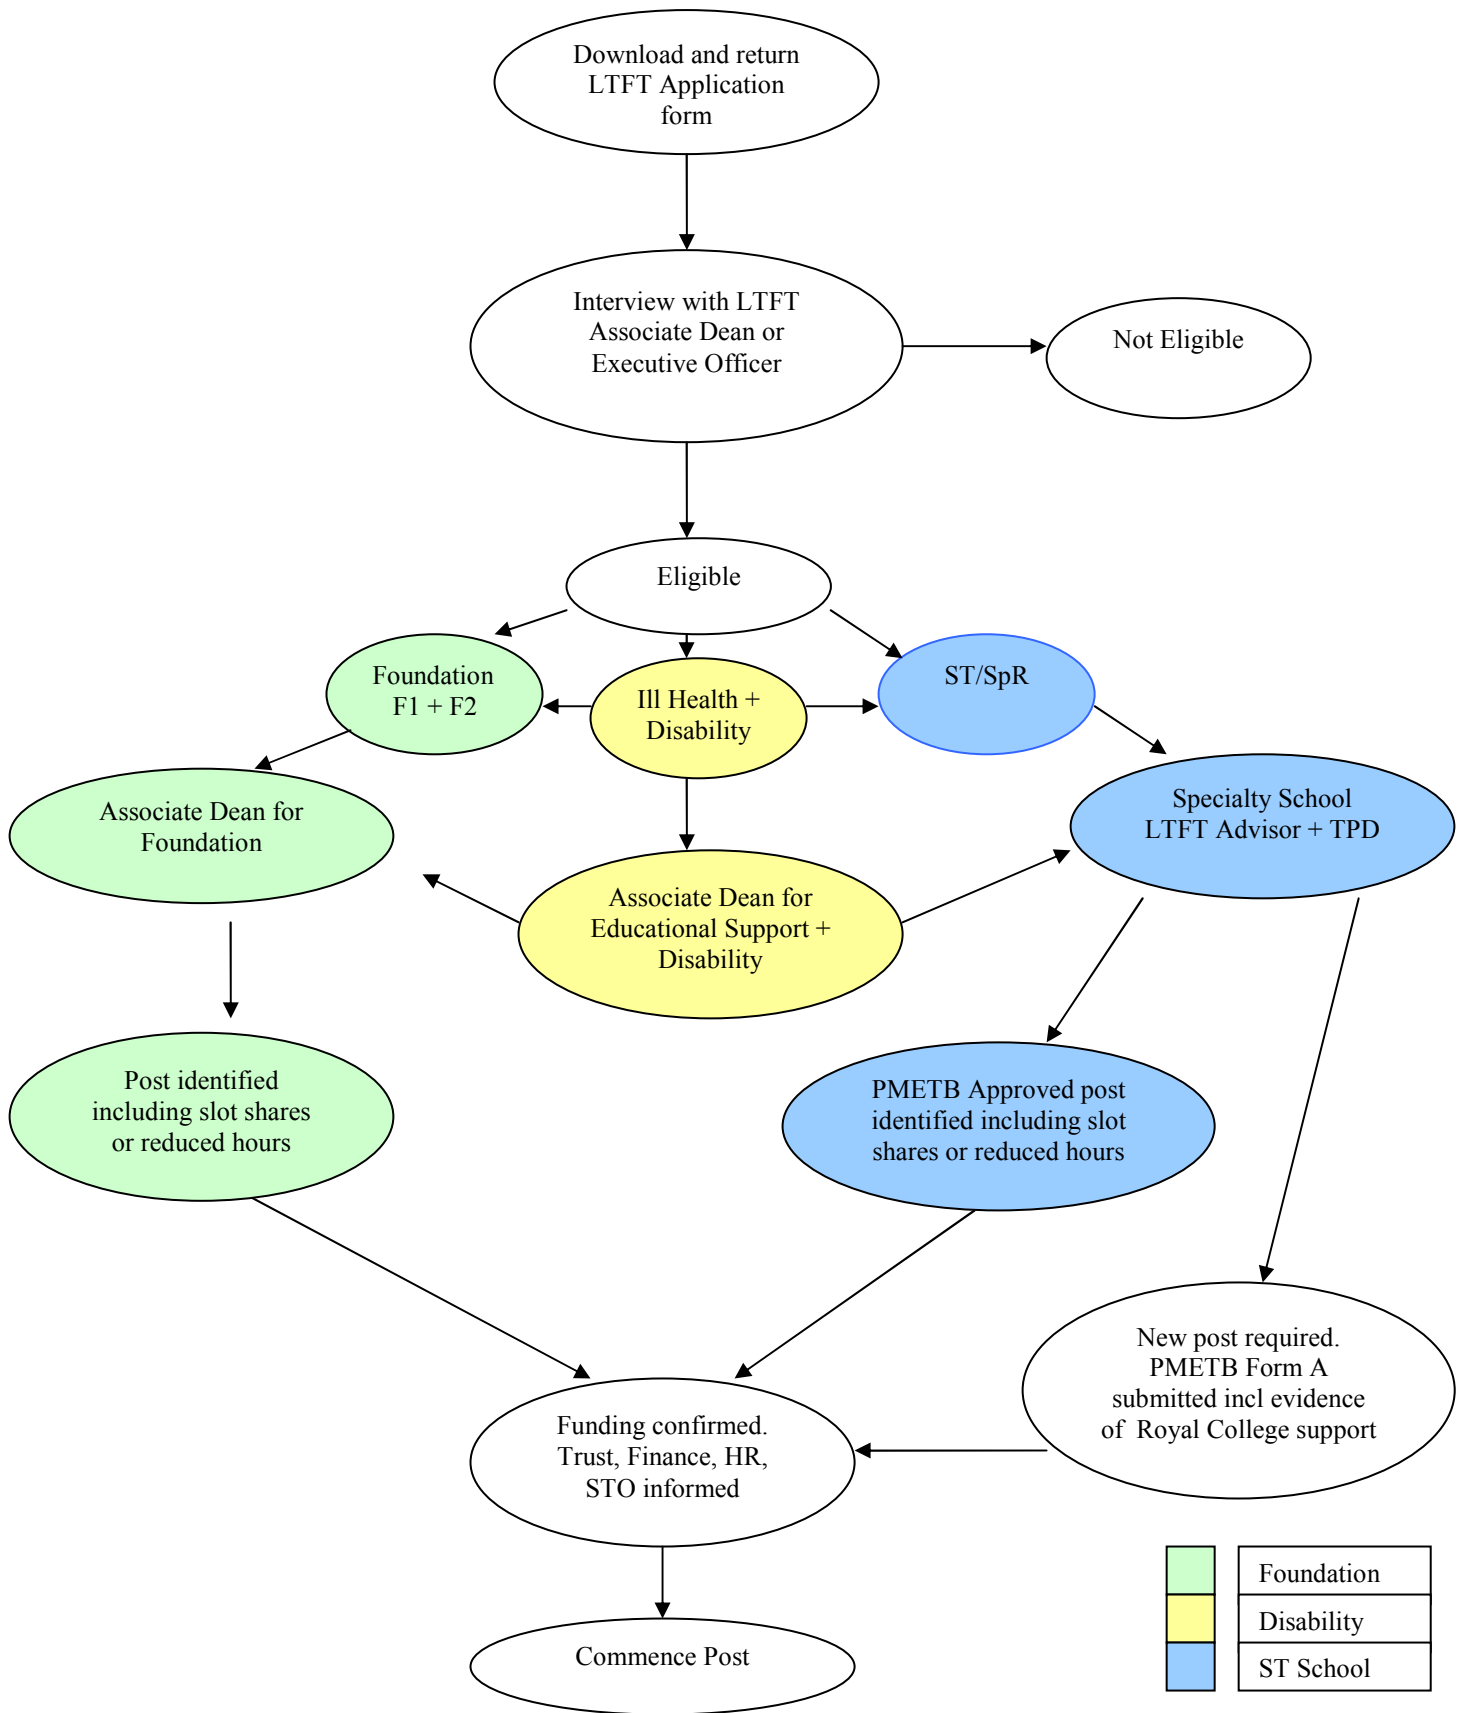 Download and return
LTFT Application
form
Interview with LTFT
Associate Dean or
Executive Officer
Not Eligible
Eligible
Foundation
F1 + F2
Ill Health +
Disability
ST/SpR
Associate Dean for
Foundation
Specialty School
LTFT Advisor + TPD
Associate Dean for
Educational Support +
Disability
Post identified
including slot shares
or reduced hours
PMETB Approved post
identified including slot
shares or reduced hours
New post required.
PMETB Form A
submitted incl evidence
of Royal College support
Funding confirmed.
Trust, Finance, HR,
STO informed
Commence Post
Foundation
Disability
ST School